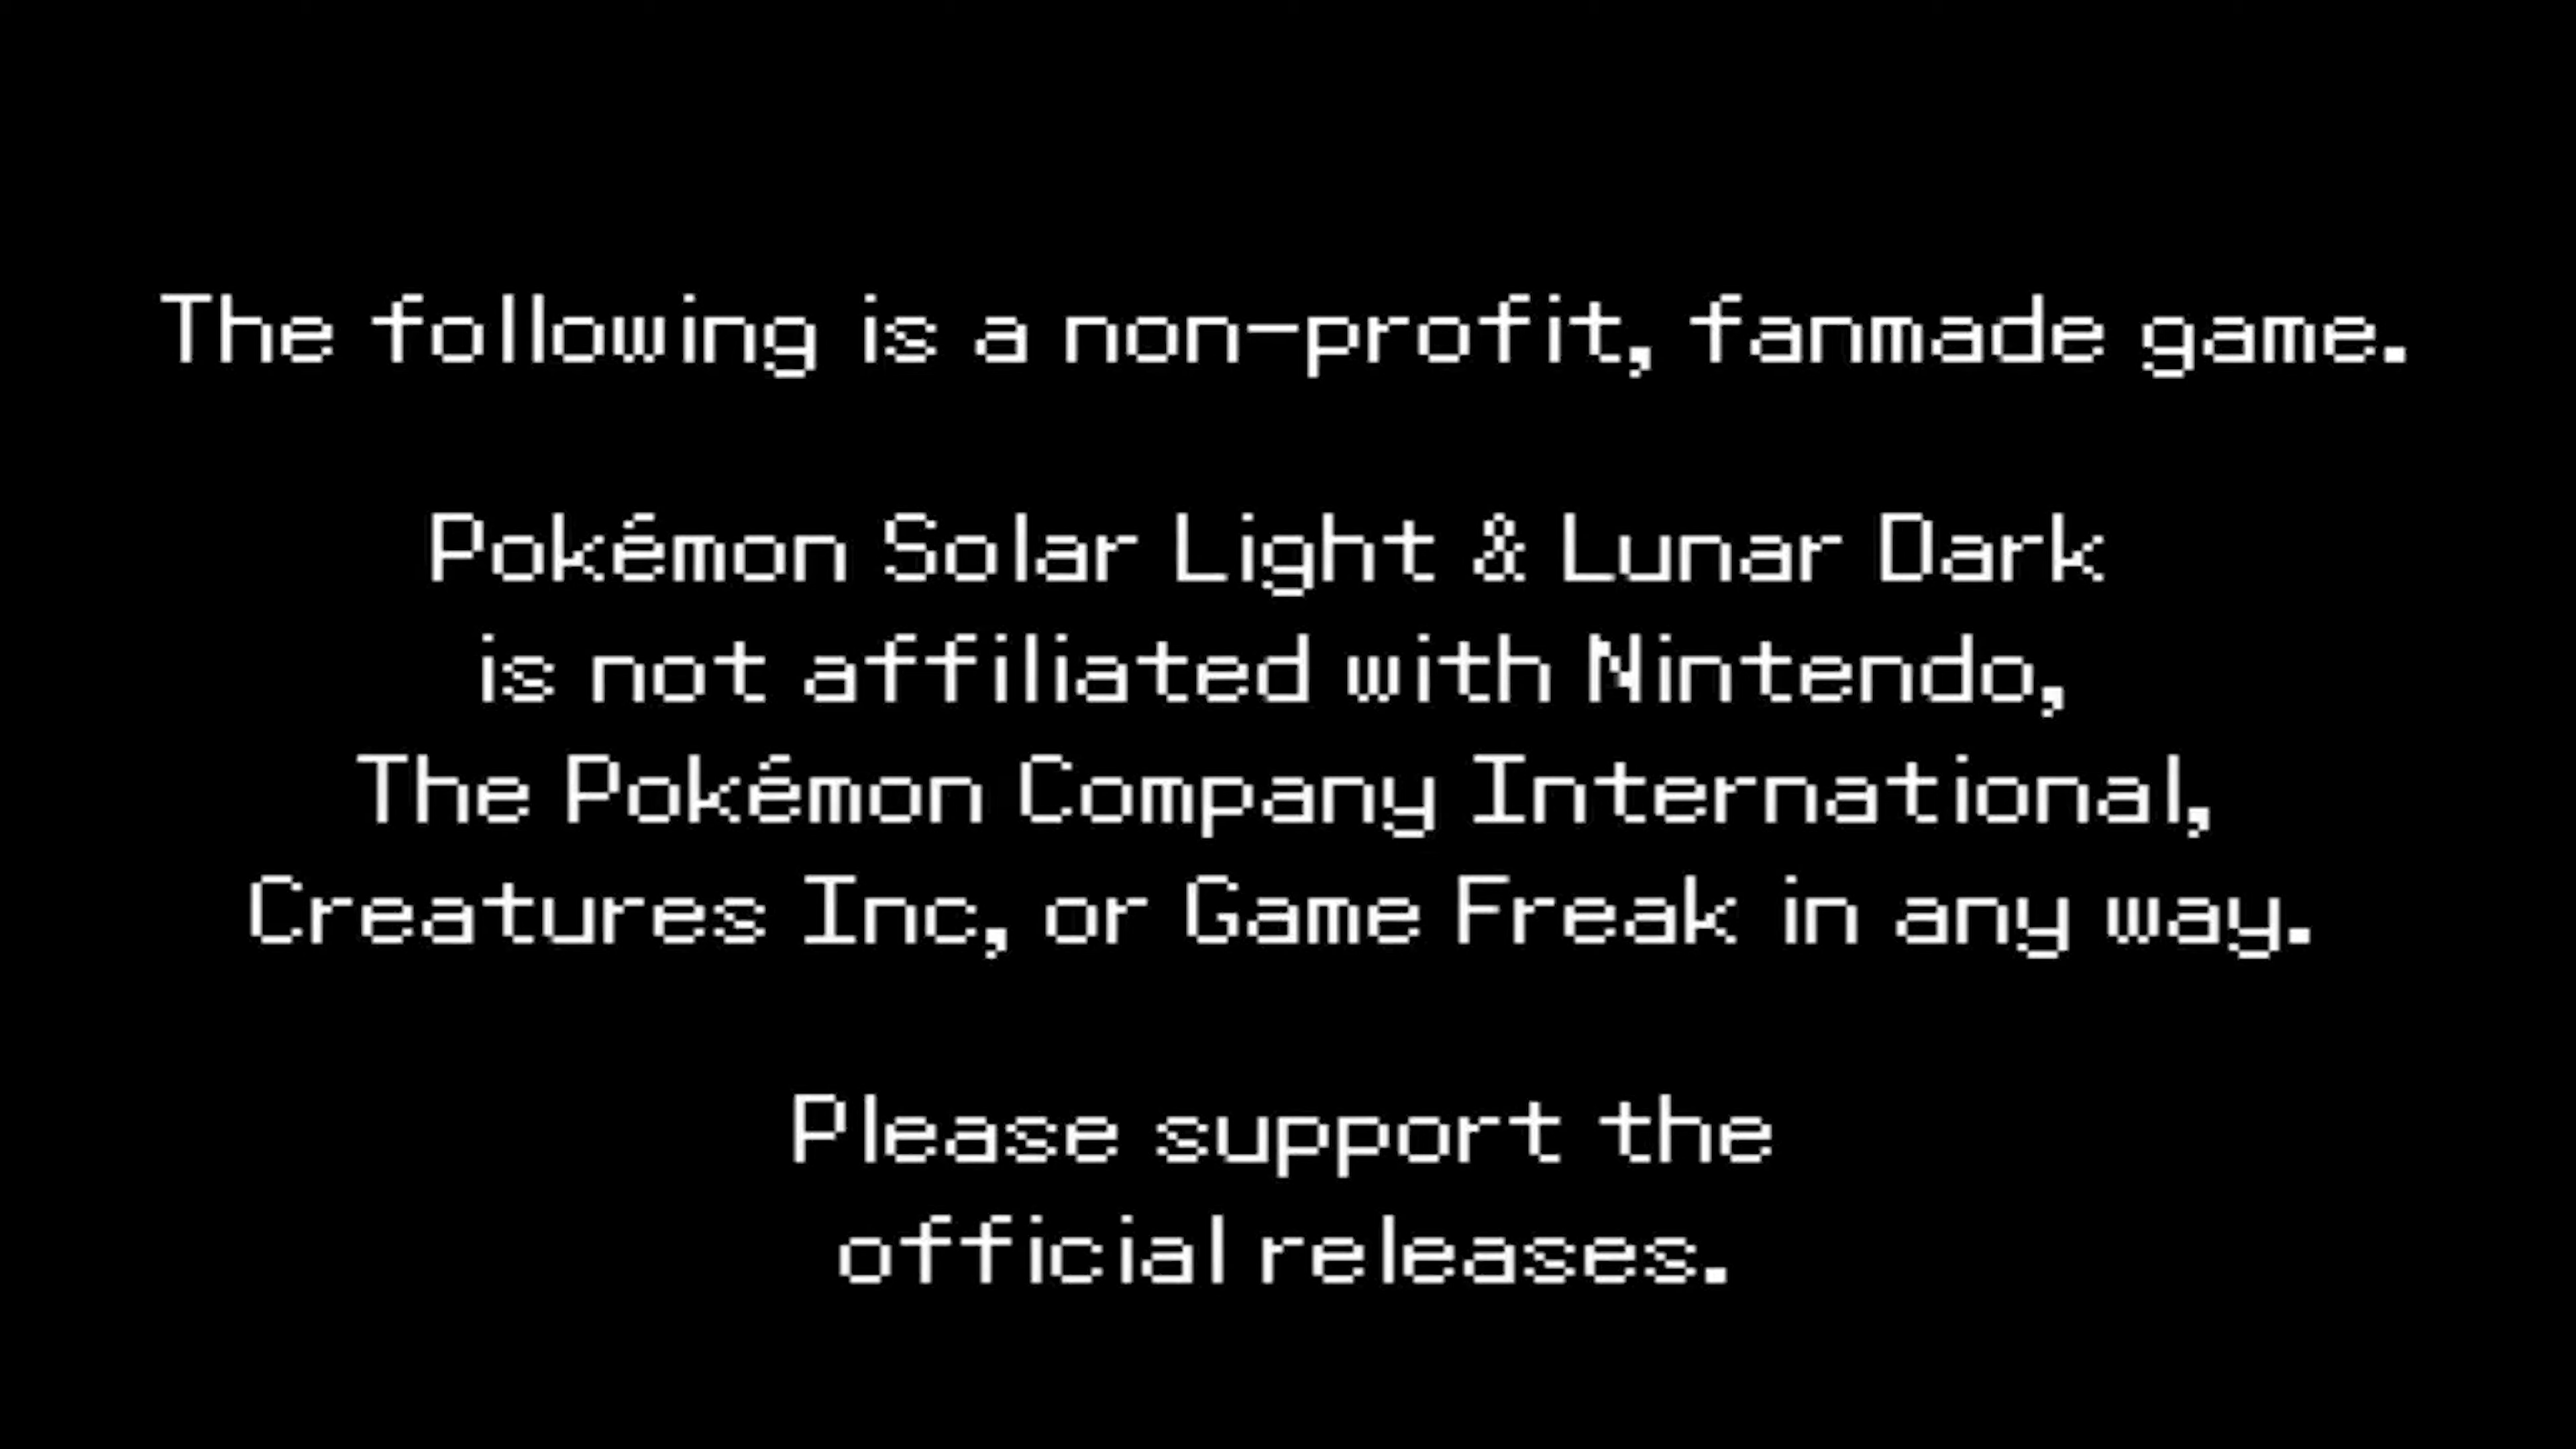 The following is a non-profit, fanmade game.
Pokémon Solar Light & Lunar Dark
is not affiliated with Nintendo,
The Pokémon Company International,
Creatures Inc, or Game Freak in any way.
Please support the
official releases.